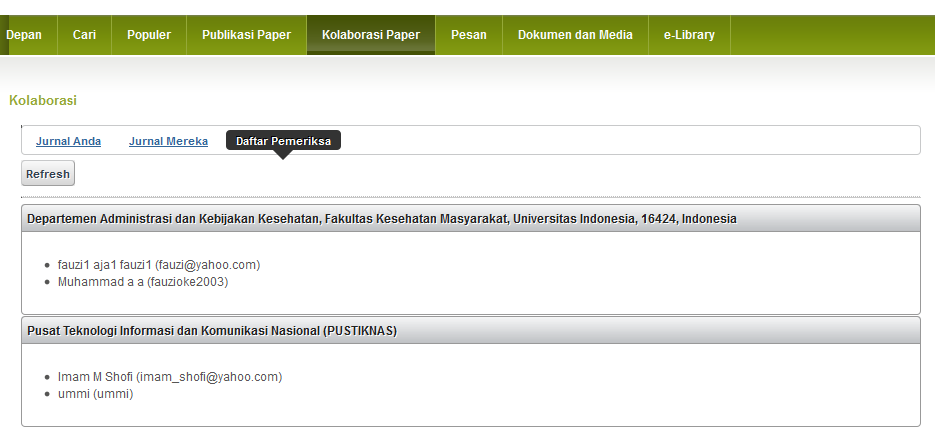 Depan Cari Populer Publikasi Paper Kolaborasi Paper Pesan Dokumen dan Media e-Library
Kolaborasi
Jurnal Anda Jurnal Mereka Daftar Pemeriksa
Refresh
Departemen Administrasi dan Kebijakan Kesehatan, Fakultas Kesehatan Masyarakat, Universitas Indonesia, 16424, Indonesia
fauzi1 aja1 fauzi1 (fauzi@yahoo.com)
Muhammad a a (fauzioke2003)
Pusat Teknologi Informasi dan Komunikasi Nasional (PUSTIKNAS)
Imam M Shofi (imam_shofi@yahoo.com)
ummi (ummi)